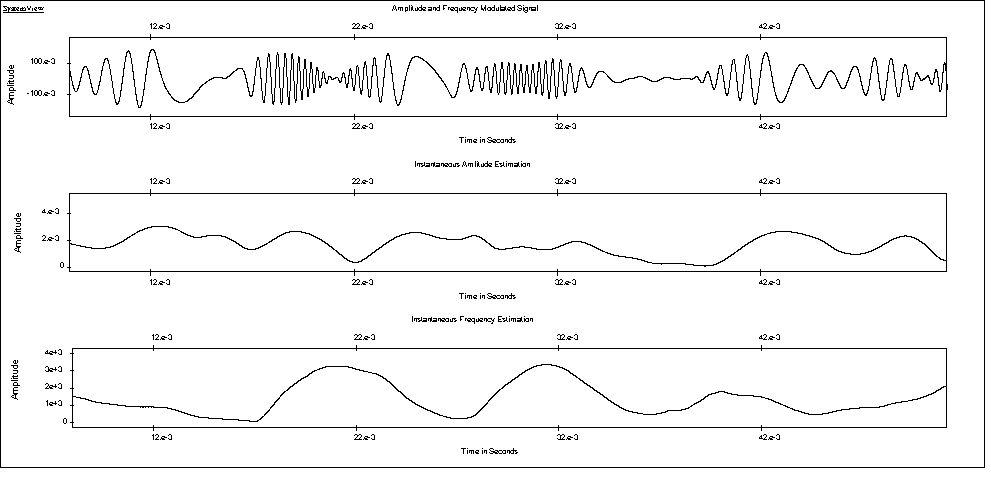 SystemView
Amplitude and Frequency Modulated Signal
12.e-3 22.e-3 32.e-3 42.e-3
100.e-3
-100.e-3
Amplitude
12.e-3 22.e-3 32.e-3 42.e-3
Time in Seconds
Instantaneous Amlitude Estimation
12.e-3 22.e-3 32.e-3 42.e-3
4.e-3
2.e-3
0
Amplitude
12.e-3 22.e-3 32.e-3 42.e-3
Time in Seconds
Instantaneous Frequency Estimation
12.e-3 22.e-3 32.e-3 42.e-3
4e+3
3e+3
2e+3
1e+3
0
Amplitude
12.e-3 22.e-3 32.e-3 42.e-3
Time in Seconds